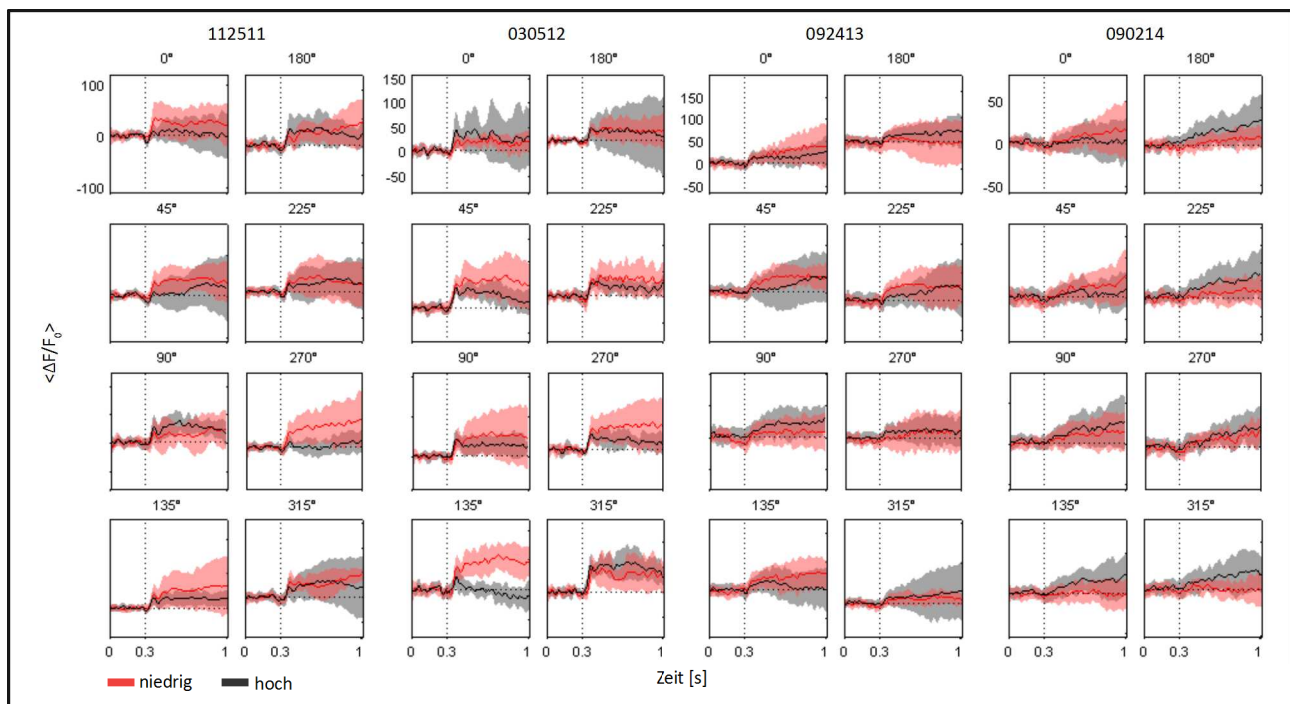 112511 030512 092413 090214
0° 180° 0° 180° 0° 180° 0° 180°
100 0 -100
150 100 50 0 -50
150 100 50 0 -50
50 0 -50
45° 225° 45° 225° 45° 225° 45° 225°
<ΔF/F₀>
90° 270° 90° 270° 90° 270° 90° 270°
135° 315° 135° 315° 135° 315° 135° 315°
0 0.3 1 0 0.3 1 0 0.3 1 0 0.3 1 0 0.3 1 0 0.3 1 0 0.3 1 0 0.3 1
Zeit [s]
niedrig hoch